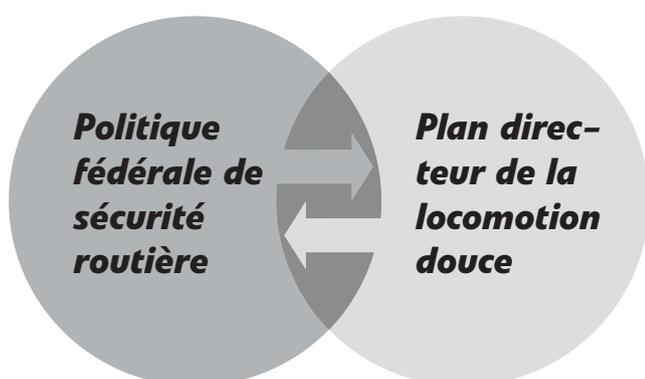 Politique
fédérale de
sécurité
routière
Plan direc-
teur de la
locomotion
douce